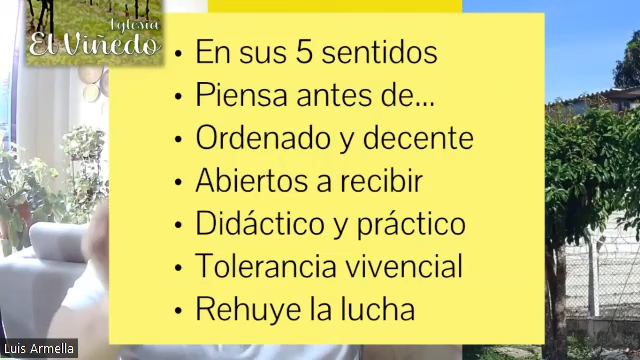 Iglesia
El Viñedo
• En sus 5 sentidos
• Piensa antes de...
• Ordenado y decente
• Abiertos a recibir
• Didáctico y práctico
• Tolerancia vivencial
• Rehuye la lucha
Luis Armella